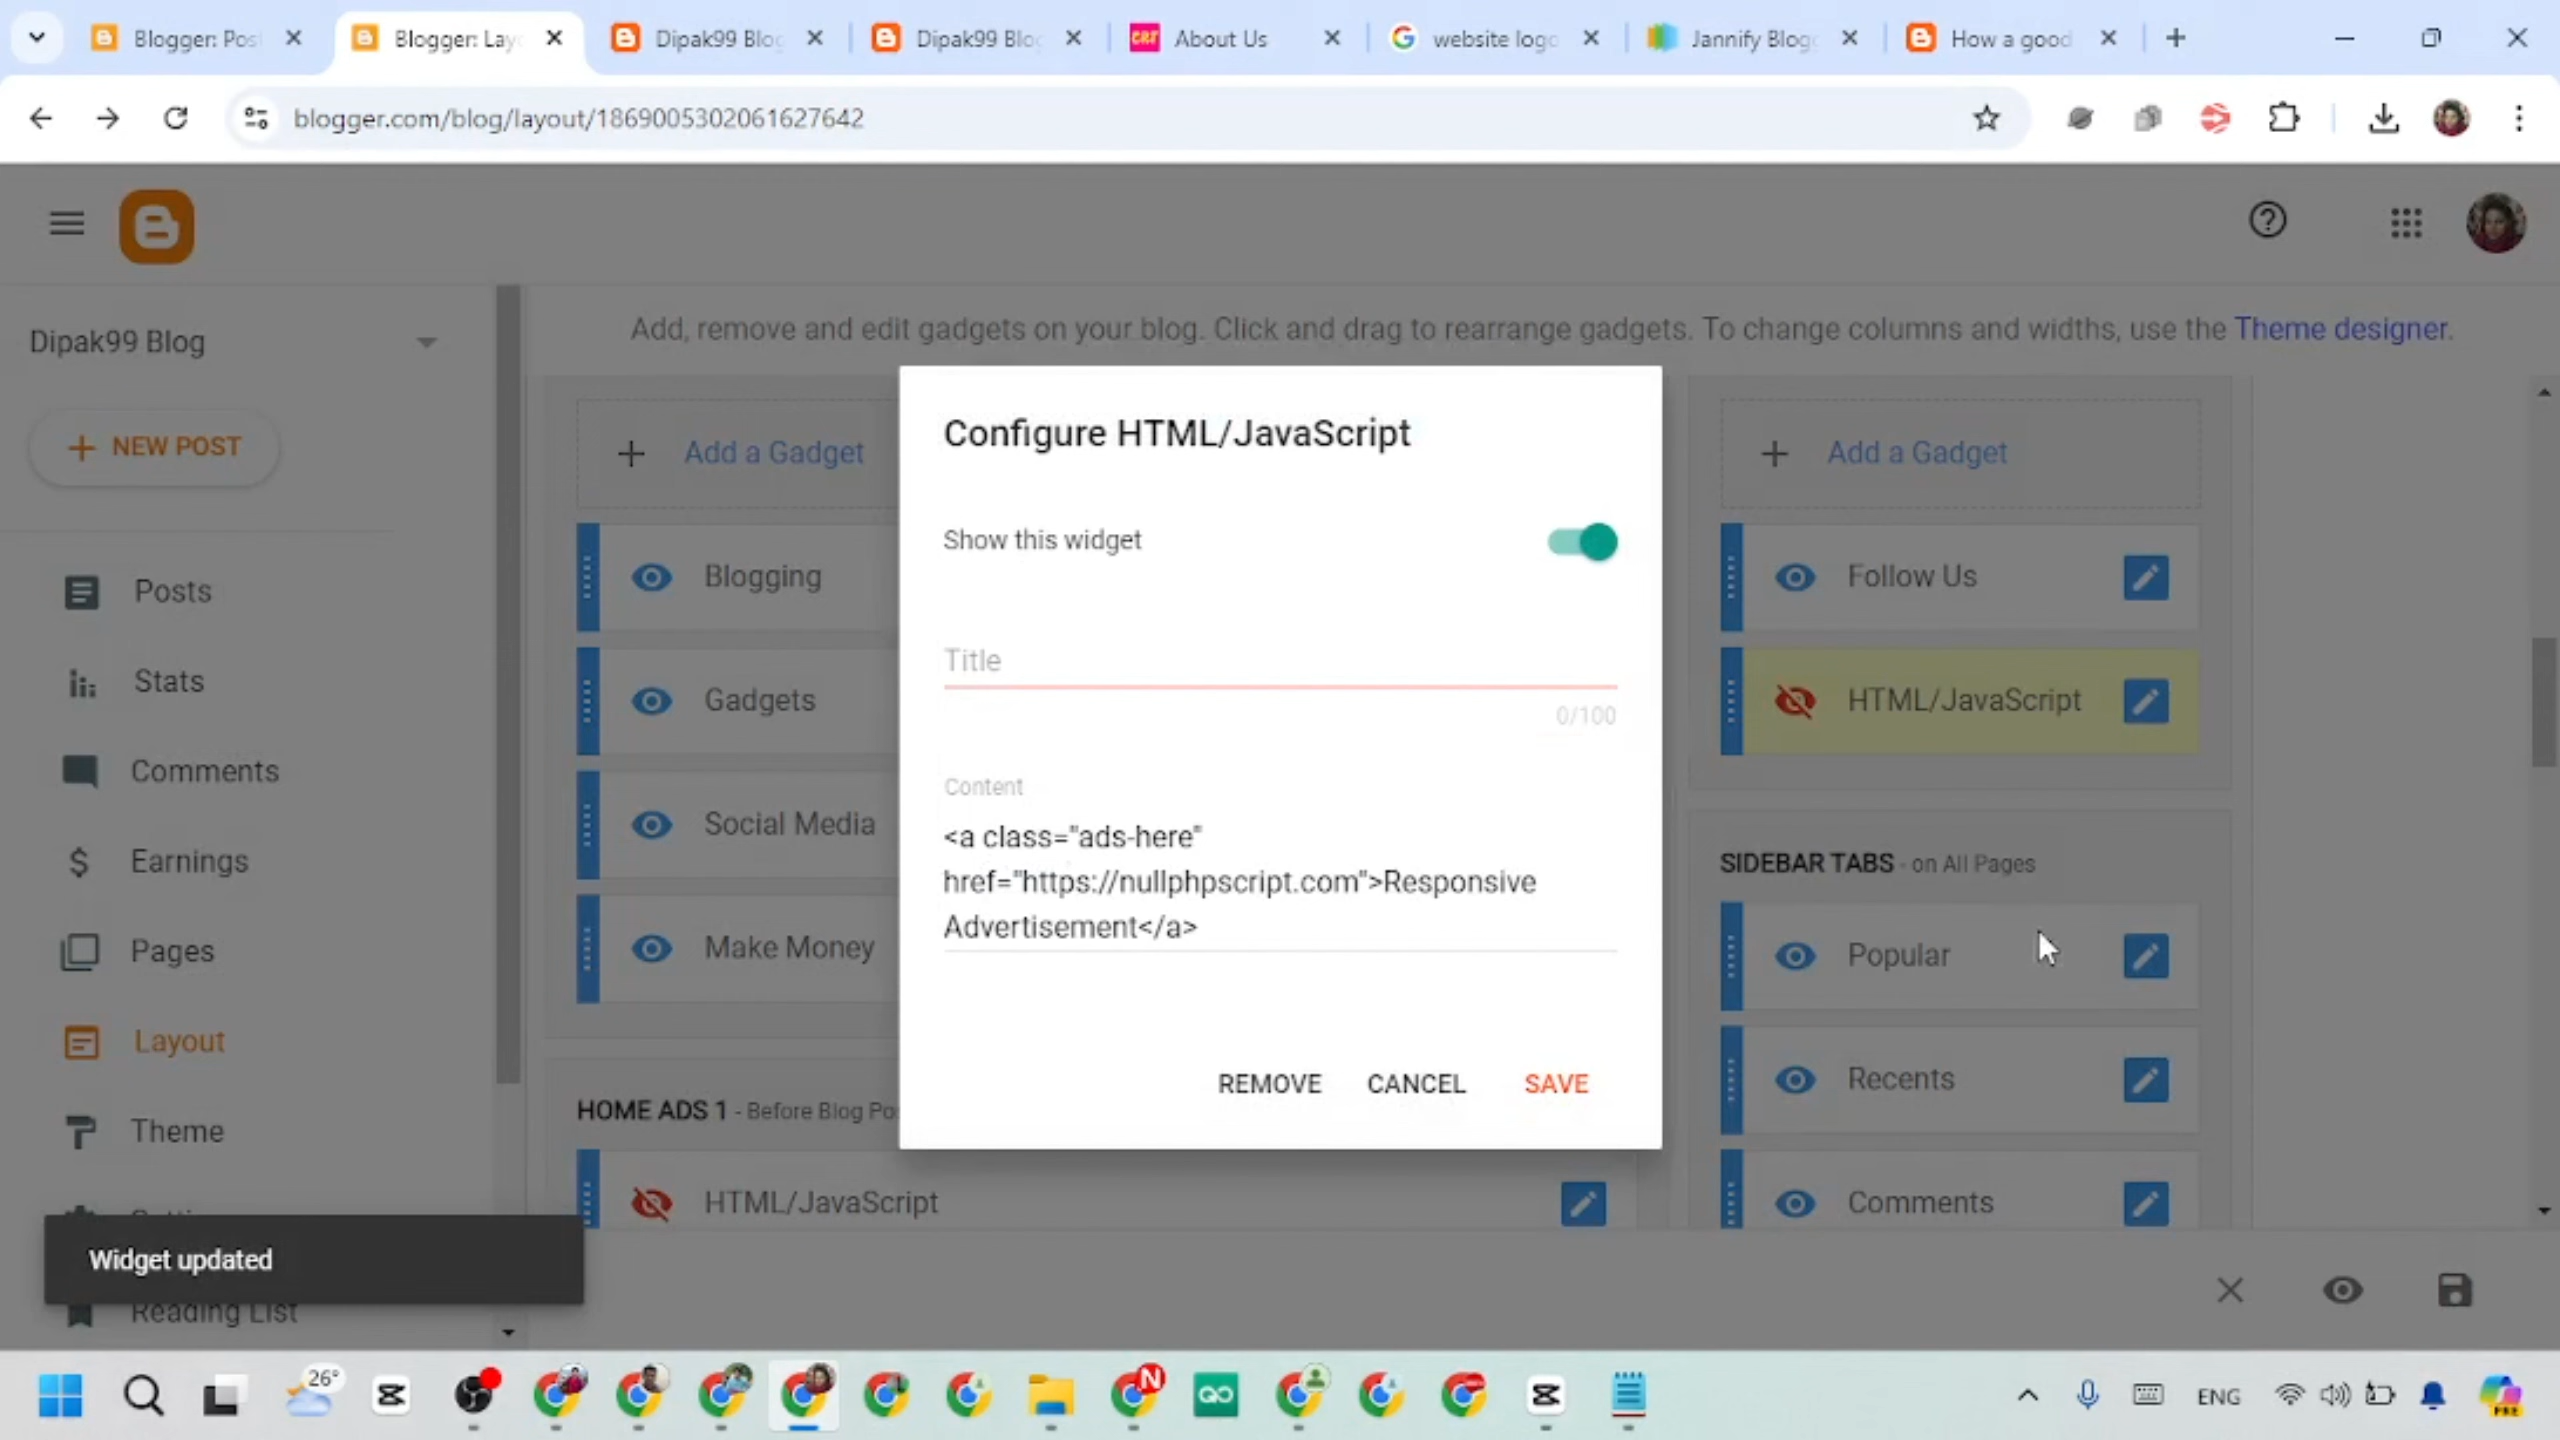 Blogger: Pos
Blogger: Lay
Dipak99 Blog
Dipak99 Blo
About Us
website logo
Jannify Blog
How a good
blogger.com/blog/layout/1869005302061627642
Dipak99 Blog
NEW POST
Posts
Stats
Comments
Earnings
Pages
Layout
Theme
Reading List
Widget updated
Add, remove and edit gadgets on your blog. Click and drag to rearrange gadgets. To change columns and widths, use the Theme designer.
Add a Gadget
Blogging
Gadgets
Social Media
Make Money
HOME ADS 1 - Before Blog Po
HTML/JavaScript
Configure HTML/JavaScript
Show this widget
Title
0/100
Content
<a class="ads-here"
href="https://nullphpscript.com">Responsive
Advertisement</a>
REMOVE CANCEL SAVE
Add a Gadget
Follow Us
HTML/JavaScript
SIDEBAR TABS - on All Pages
Popular
Recents
Comments
26°
ENG
PRE